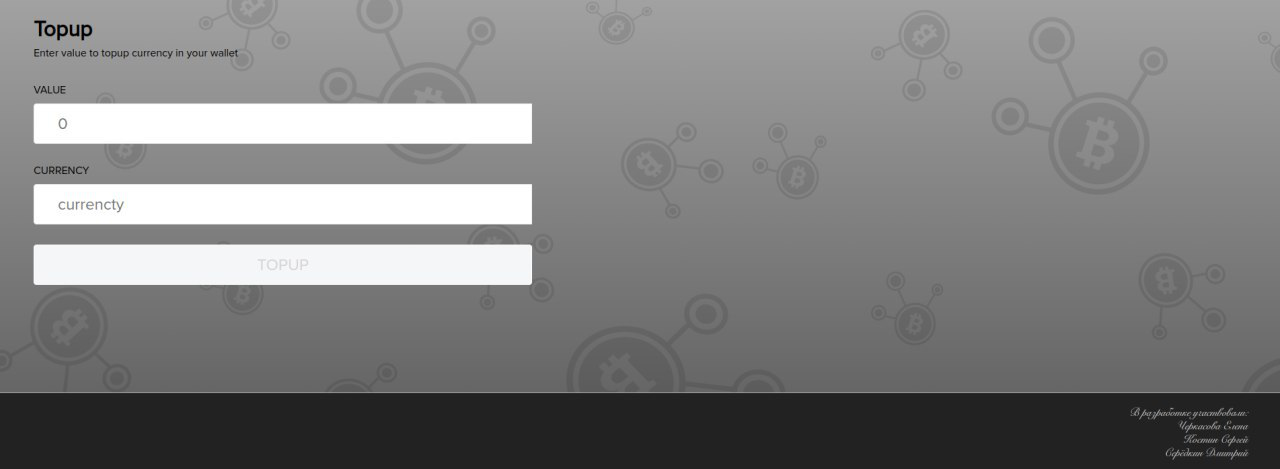 Topup
Enter value to topup currency in your wallet
VALUE
0
CURRENCY
currencty
TOPUP
В разработке участвовали:
Черкасова Елена
Костин Сергей
Серёдкин Дмитрий